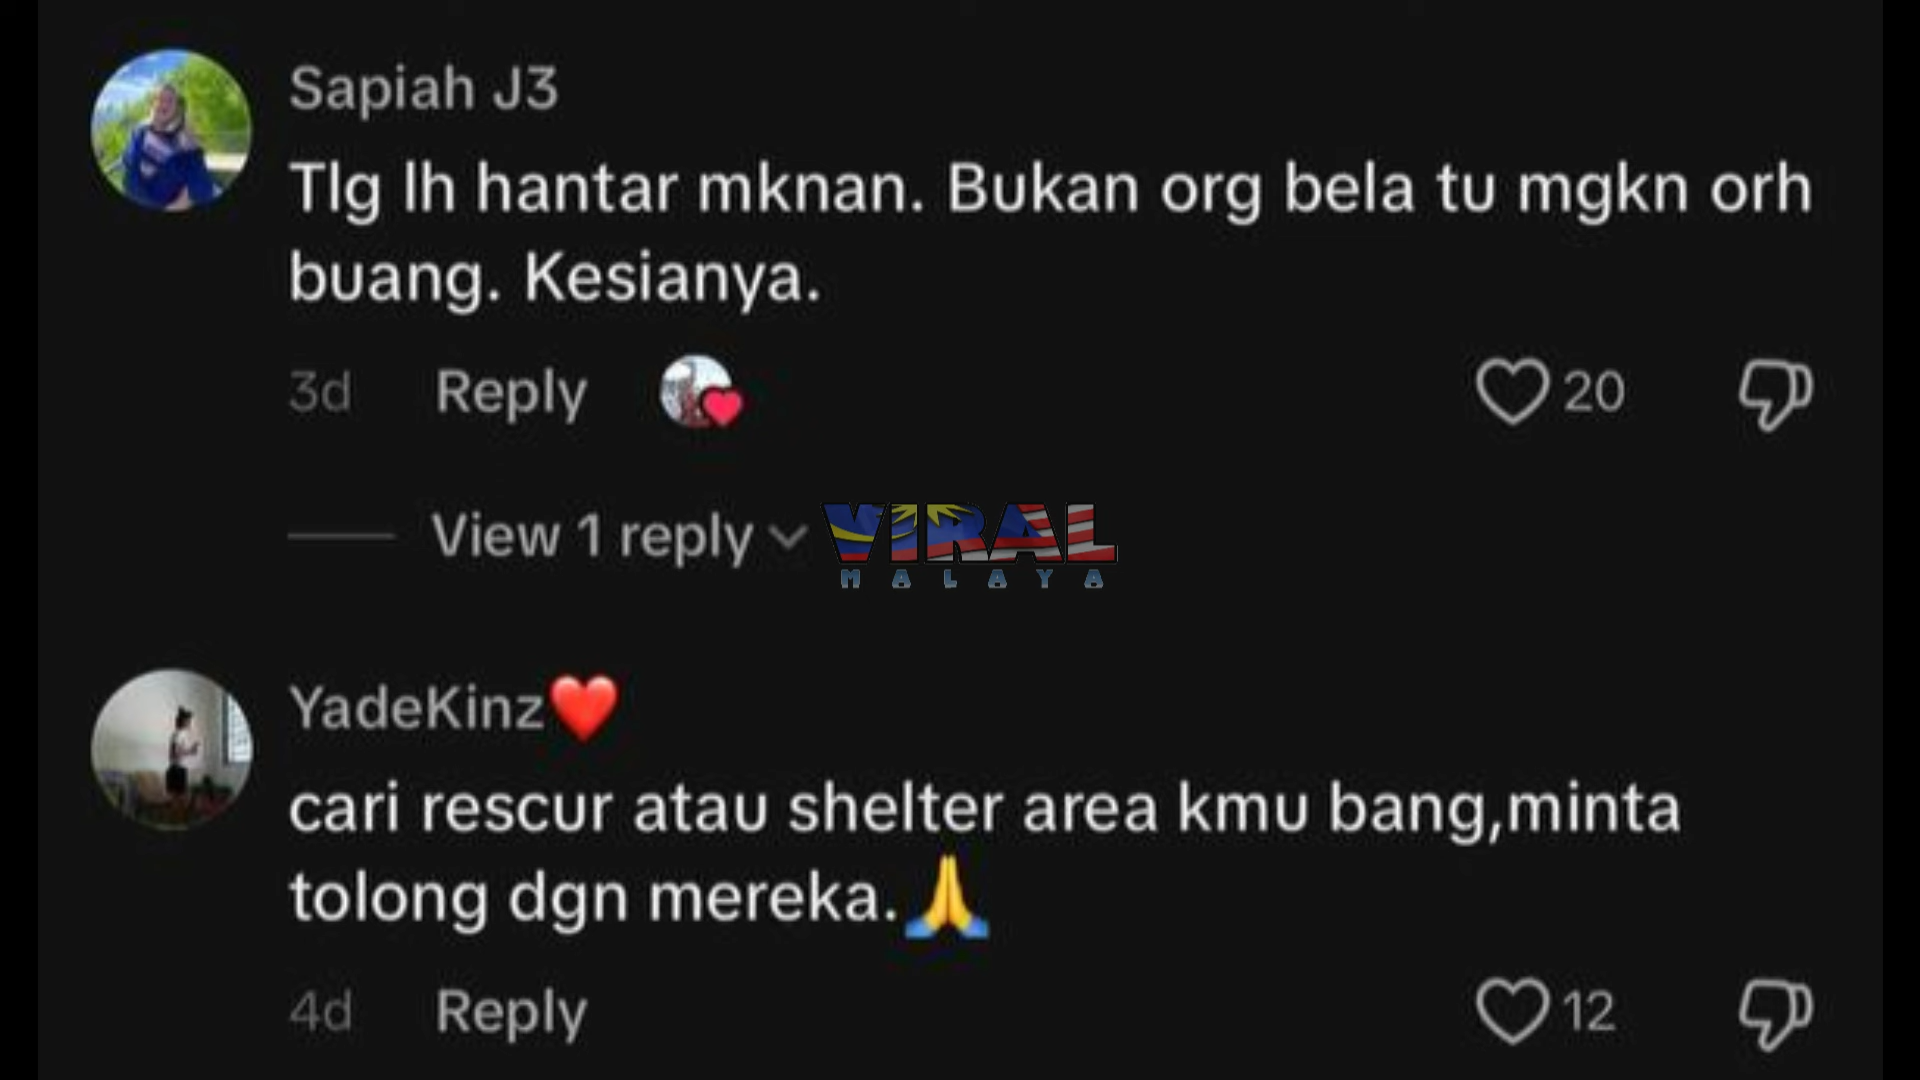 Sapiah J3
Tlg lh hantar mknan. Bukan org bela tu mgkn orh
buang. Kesianya.
3d Reply 20
View 1 reply
VIRAL
MALAYA
YadeKinz❤️
cari rescur atau shelter area kmu bang,minta
tolong dgn mereka.🙏
4d Reply 12